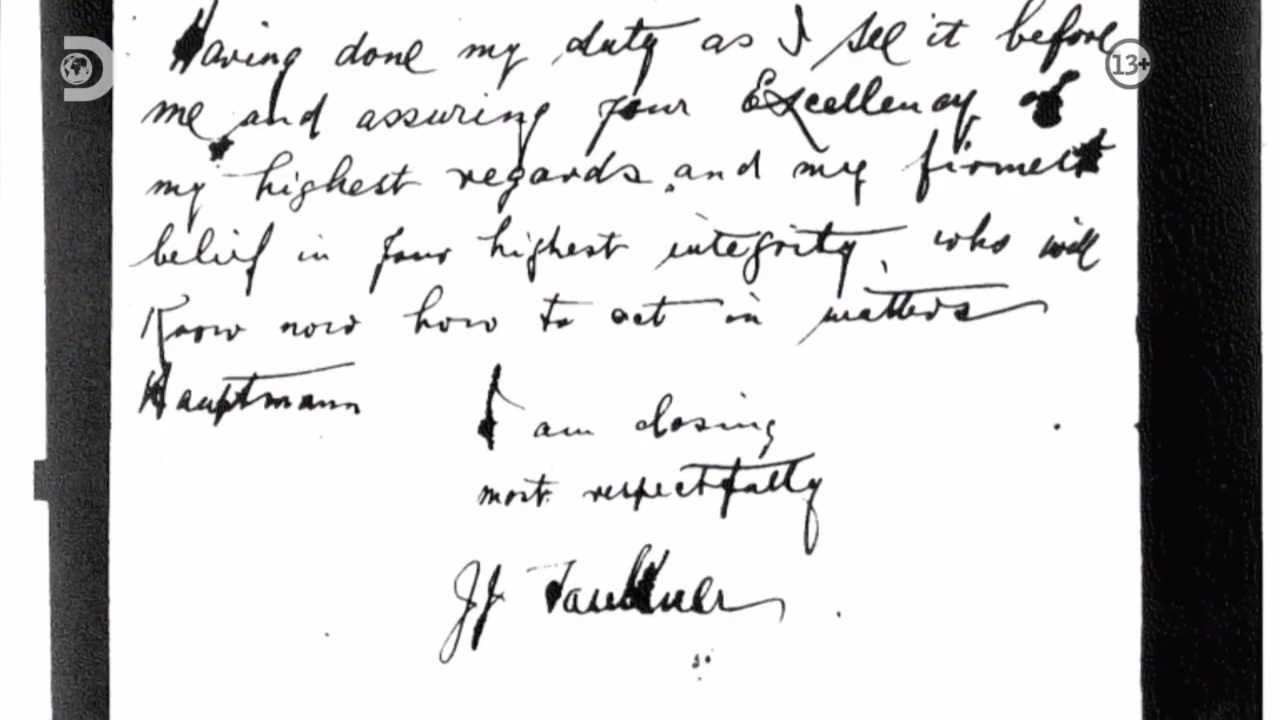 Having done my duty as I see it before
13+
me and assuring your Excellency of
my highest regards and my firmest
belief in your highest integrity, who will
Know now how to act in matters
Hauptmann
I am closing
most respectfully
JJ Faulkner